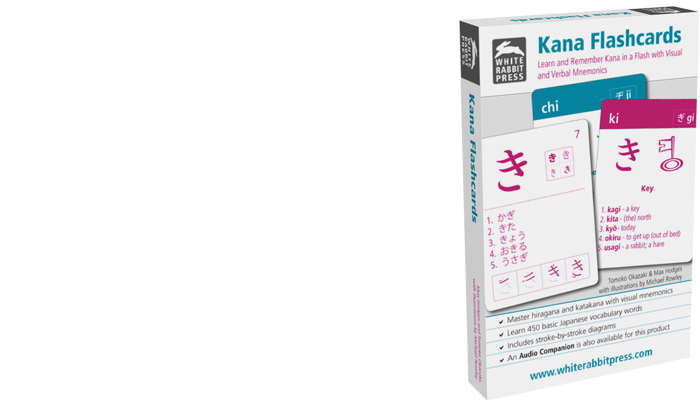 WHITE
RABBIT
PRESS
Kana Flashcards
Learn and Remember Kana in a Flash with Visual
and Verbal Mnemonics
WHITE
RABBIT
PRESS
Kana Flashcards
chi
ki
ぎ gi
7
き
き
Key
1. かぎ
2. きた
3. きょう
4. おきる
5. うさぎ
1. kagi - a key
2. kita - (the) north
3. kyō- today
4. okiru - to get up (out of bed)
5. usagi - a rabbit; a hare
Tomoko Okazaki & Max Hodges
with illustrations by Michael Rowley
✓ Master hiragana and katakana with visual mnemonics
✓ Learn 450 basic Japanese vocabulary words
✓ Includes stroke-by-stroke diagrams
✓ An Audio Companion is also available for this product
www.whiterabbitpress.com